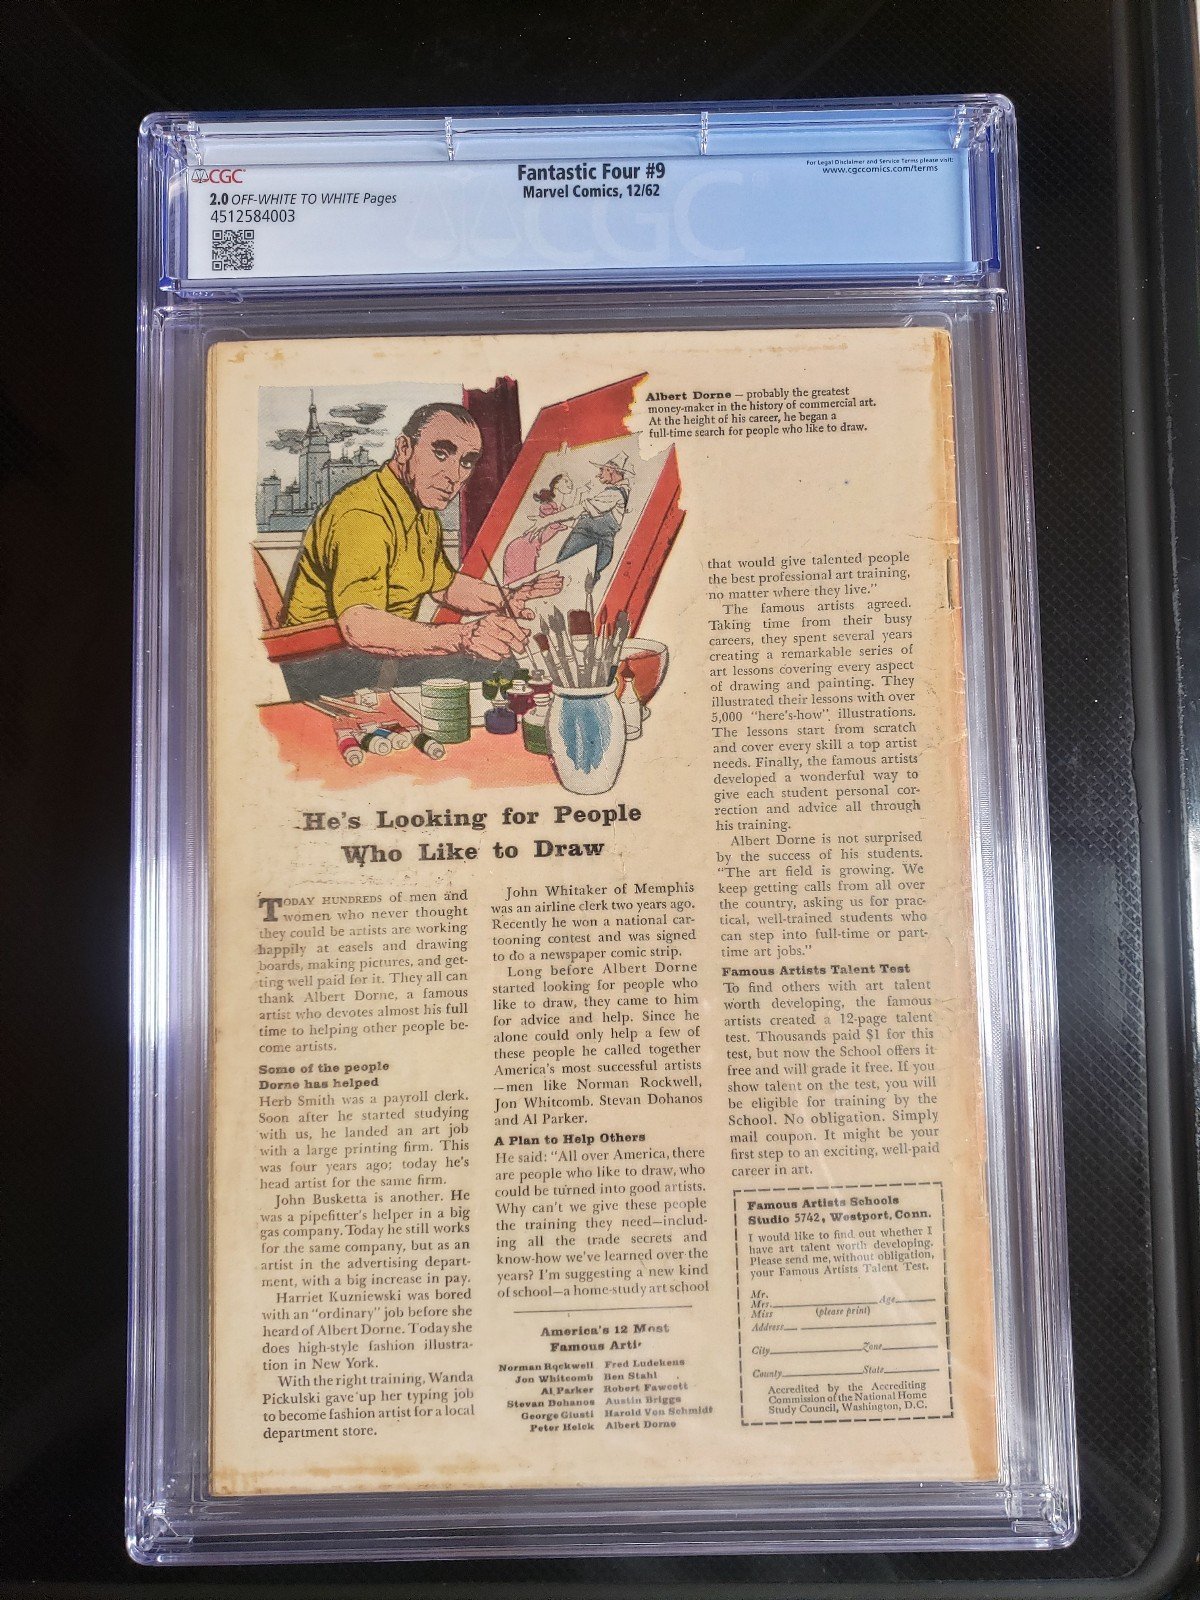 CGC
Fantastic Four #9
Marvel Comics, 12/62
For Legal Disclaimer and Service Terms please visit:
www.cgccomics.com/terms
2.0 OFF-WHITE TO WHITE Pages
4512584003
CGC
Albert Dorne — probably the greatest
money-maker in the history of commercial art.
At the height of his career, he began a
full-time search for people who like to draw.
He's Looking for People
Who Like to Draw
TODAY HUNDREDS of men and
women who never thought
they could be artists are working
happily at easels and drawing
boards, making pictures, and get-
ting well paid for it. They all can
thank Albert Dorne, a famous
artist who devotes almost his full
time to helping other people be-
come artists.
Some of the people
Dorne has helped
Herb Smith was a payroll clerk.
Soon after he started studying
with us, he landed an art job
with a large printing firm. This
was four years ago; today he's
head artist for the same firm.
John Busketta is another. He
was a pipefitter's helper in a big
gas company. Today he still works
for the same company, but as an
artist in the advertising depart-
ment, with a big increase in pay.
Harriet Kuzniewski was bored
with an "ordinary" job before she
heard of Albert Dorne. Today she
does high-style fashion illustra-
tion in New York.
With the right training, Wanda
Pickulski gave up her typing job
to become fashion artist for a local
department store.
John Whitaker of Memphis
was an airline clerk two years ago.
Recently he won a national car-
tooning contest and was signed
to do a newspaper comic strip.
Long before Albert Dorne
started looking for people who
like to draw, they came to him
for advice and help. Since he
alone could only help a few of
these people he called together
America's most successful artists
—men like Norman Rockwell,
Jon Whitcomb. Stevan Dohanos
and Al Parker.
A Plan to Help Others
He said: "All over America, there
are people who like to draw, who
could be turned into good artists.
Why can't we give these people
the training they need—includ-
ing all the trade secrets and
know-how we've learned over the
years? I'm suggesting a new kind
of school—a home-study art school
America's 12 Most
Famous Arti
Norman Rockwell Fred Ludekens
Jon Whitcomb Ben Stahl
Al Parker Robert Fawcett
Stevan Dohanos Austin Briggs
George Giusti Harold Von Schmidt
Peter Helck Albert Dorne
that would give talented people
the best professional art training,
no matter where they live."
The famous artists agreed.
Taking time from their busy
careers, they spent several years
creating a remarkable series of
art lessons covering every aspect
of drawing and painting. They
illustrated their lessons with over
5,000 "here's-how" illustrations.
The lessons start from scratch
and cover every skill a top artist
needs. Finally, the famous artists
developed a wonderful way to
give each student personal cor-
rection and advice all through
his training.
Albert Dorne is not surprised
by the success of his students.
"The art field is growing. We
keep getting calls from all over
the country, asking us for prac-
tical, well-trained students who
can step into full-time or part-
time art jobs."
Famous Artists Talent Test
To find others with art talent
worth developing, the famous
artists created a 12-page talent
test. Thousands paid $1 for this
test, but now the School offers it
free and will grade it free. If you
show talent on the test, you will
be eligible for training by the
School. No obligation. Simply
mail coupon. It might be your
first step to an exciting, well-paid
career in art.
Famous Artists Schools
Studio 5742, Westport, Conn.
I would like to find out whether I
have art talent worth developing.
Please send me, without obligation,
your Famous Artists Talent Test.
Mr.
Mrs. Age
Miss (please print)
Address
City Zone
County State
Accredited by the Accrediting
Commission of the National Home
Study Council, Washington, D.C.